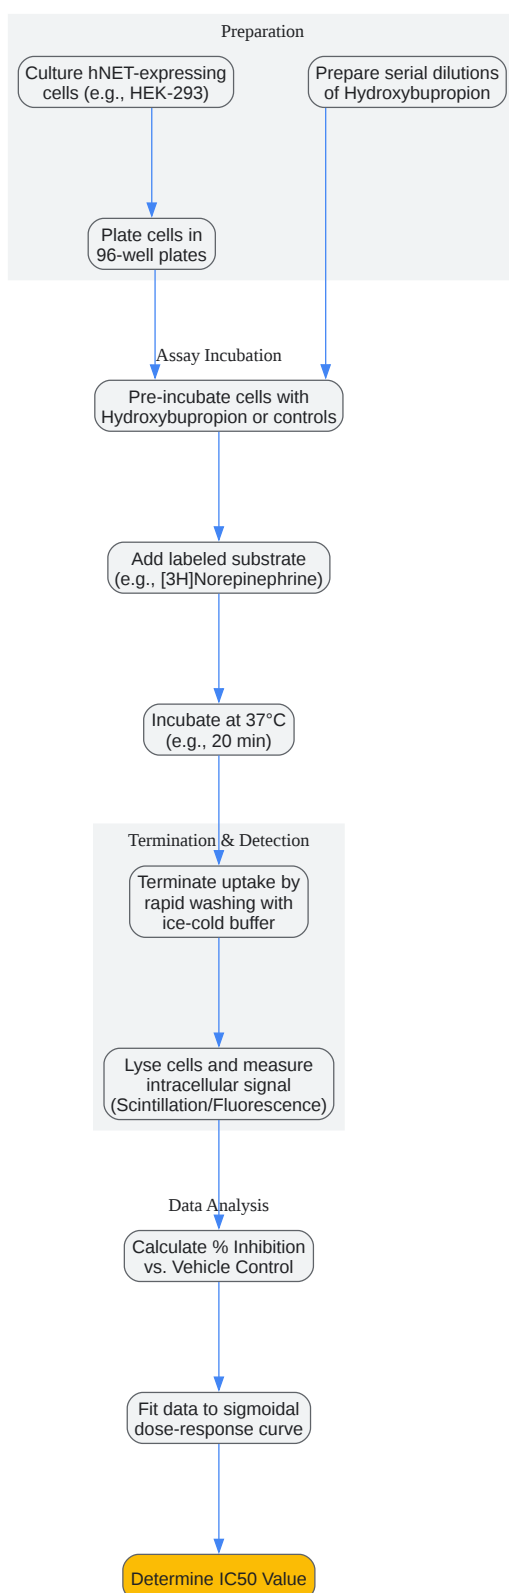 Preparation
Culture hNET-expressing
cells (e.g., HEK-293)
Prepare serial dilutions
of Hydroxybupropion
Plate cells in
96-well plates
Assay Incubation
Pre-incubate cells with
Hydroxybupropion or controls
Add labeled substrate
(e.g., [3H]Norepinephrine)
Incubate at 37°C
(e.g., 20 min)
Termination & Detection
Terminate uptake by
rapid washing with
ice-cold buffer
Lyse cells and measure
intracellular signal
(Scintillation/Fluorescence)
Data Analysis
Calculate % Inhibition
vs. Vehicle Control
Fit data to sigmoidal
dose-response curve
Determine IC50 Value